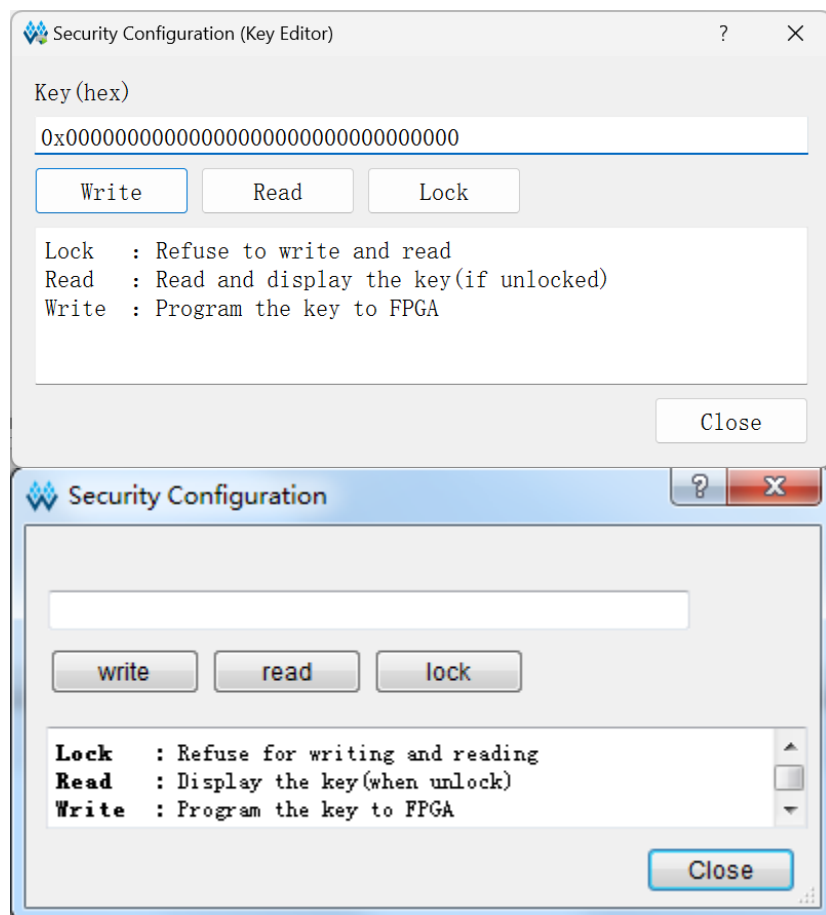 Security Configuration (Key Editor) ?
Key(hex)
0x00000000000000000000000000000000
Write Read Lock
Lock : Refuse to write and read
Read : Read and display the key(if unlocked)
Write : Program the key to FPGA
Close
Security Configuration ?
write read lock
Lock : Refuse for writing and reading
Read : Display the key(when unlock)
Write : Program the key to FPGA
Close